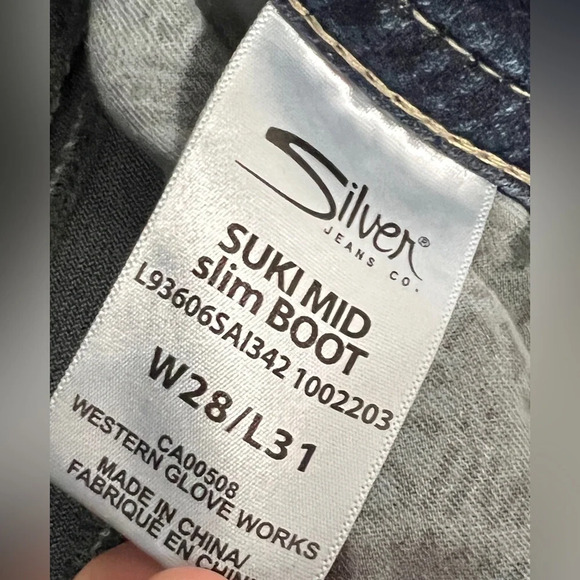 Silver®
JEANS CO.
SUKI MID
slim BOOT
L93606SAI342 1002203
W28/L31
CA00508
WESTERN GLOVE WORKS
MADE IN CHINA/
FABRIQUÉ EN CHINE